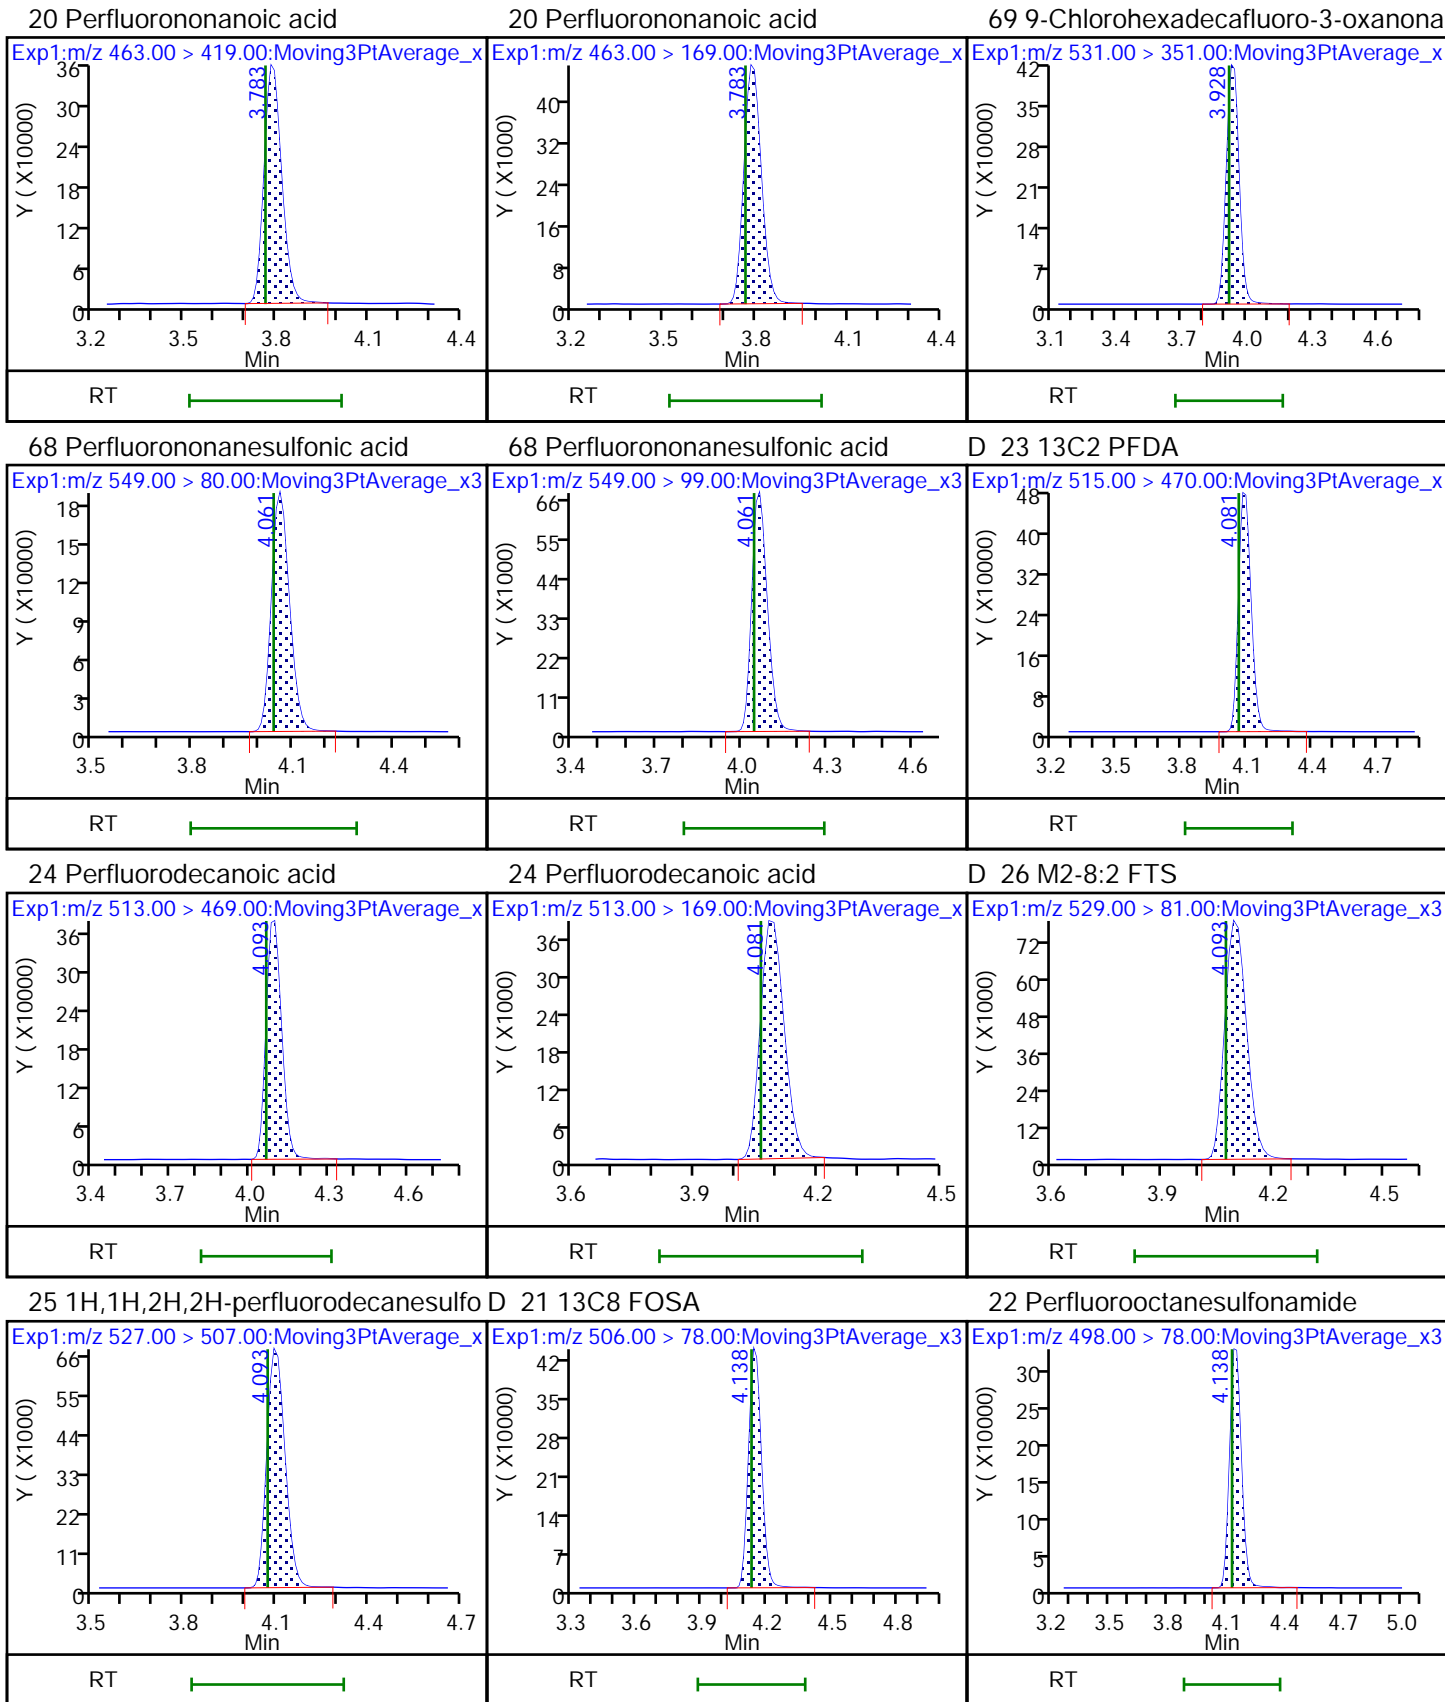 20 Perfluorononanoic acid
Exp1:m/z 463.00 > 419.00:Moving3PtAverage_x
3.783
Y ( X10000)
36
30
24
18
12
6
0
3.2 3.5 3.8 4.1 4.4
Min
RT
20 Perfluorononanoic acid
Exp1:m/z 463.00 > 169.00:Moving3PtAverage_x
3.783
Y ( X1000)
40
32
24
16
8
0
3.2 3.5 3.8 4.1 4.4
Min
RT
69 9-Chlorohexadecafluoro-3-oxanona
Exp1:m/z 531.00 > 351.00:Moving3PtAverage_x
3.928
Y ( X10000)
42
35
28
21
14
7
0
3.1 3.4 3.7 4.0 4.3 4.6
Min
RT
68 Perfluorononanesulfonic acid
Exp1:m/z 549.00 > 80.00:Moving3PtAverage_x3
4.061
Y ( X10000)
18
15
12
9
6
3
0
3.5 3.8 4.1 4.4
Min
RT
68 Perfluorononanesulfonic acid
Exp1:m/z 549.00 > 99.00:Moving3PtAverage_x3
4.061
Y ( X1000)
66
55
44
33
22
11
0
3.4 3.7 4.0 4.3 4.6
Min
RT
D 23 13C2 PFDA
Exp1:m/z 515.00 > 470.00:Moving3PtAverage_x
4.081
Y ( X10000)
48
40
32
24
16
8
0
3.2 3.5 3.8 4.1 4.4 4.7
Min
RT
24 Perfluorodecanoic acid
Exp1:m/z 513.00 > 469.00:Moving3PtAverage_x
4.093
Y ( X10000)
36
30
24
18
12
6
0
3.4 3.7 4.0 4.3 4.6
Min
RT
24 Perfluorodecanoic acid
Exp1:m/z 513.00 > 169.00:Moving3PtAverage_x
4.081
Y ( X1000)
36
30
24
18
12
6
0
3.6 3.9 4.2 4.5
Min
RT
D 26 M2-8:2 FTS
Exp1:m/z 529.00 > 81.00:Moving3PtAverage_x3
4.093
Y ( X1000)
72
60
48
36
24
12
0
3.6 3.9 4.2 4.5
Min
RT
25 1H,1H,2H,2H-perfluorodecanesulfo
Exp1:m/z 527.00 > 507.00:Moving3PtAverage_x
4.093
Y ( X1000)
66
55
44
33
22
11
0
3.5 3.8 4.1 4.4 4.7
Min
RT
D 21 13C8 FOSA
Exp1:m/z 506.00 > 78.00:Moving3PtAverage_x3
4.138
Y ( X10000)
42
35
28
21
14
7
0
3.3 3.6 3.9 4.2 4.5 4.8
Min
RT
22 Perfluorooctanesulfonamide
Exp1:m/z 498.00 > 78.00:Moving3PtAverage_x3
4.138
Y ( X10000)
30
25
20
15
10
5
0
3.2 3.5 3.8 4.1 4.4 4.7 5.0
Min
RT